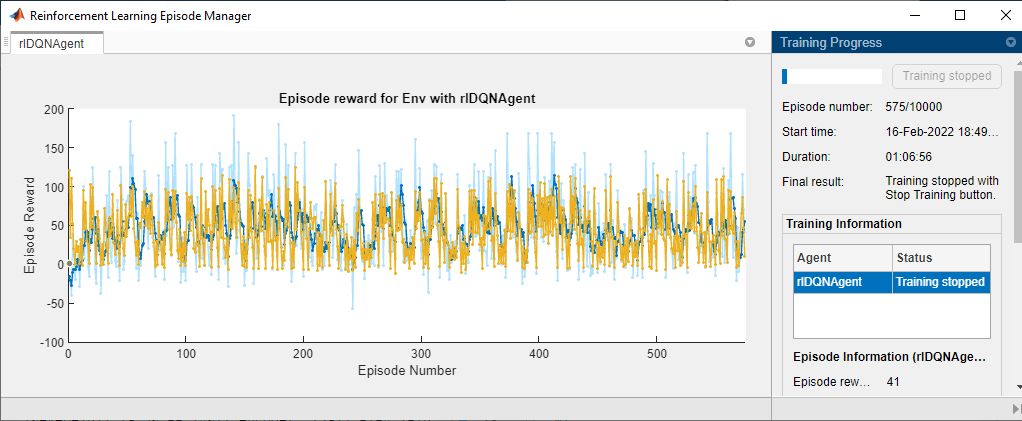 Reinforcement Learning Episode Manager
rlDQNAgent
Training Progress
Episode reward for Env with rlDQNAgent
200
150
100
50
0
-50
-100
Episode Reward
0
100
200
300
400
500
Episode Number
Training stopped
Episode number: 575/10000
Start time: 16-Feb-2022 18:49...
Duration: 01:06:56
Final result: Training stopped with
Stop Training button.
Training Information
Agent Status
rlDQNAgent Training stopped
Episode Information (rlDQNAge...
Episode rew... 41